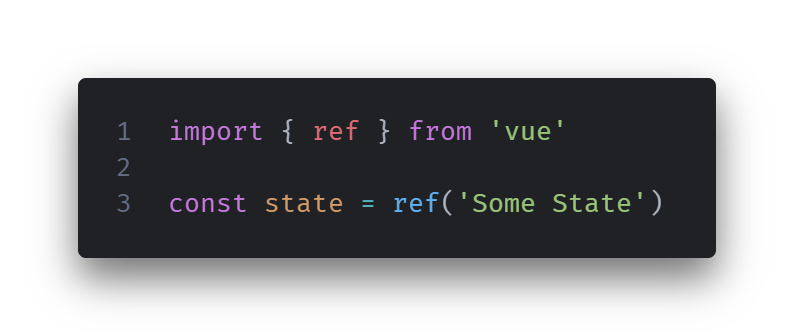 1 import { ref } from 'vue'
2
3 const state = ref('Some State')